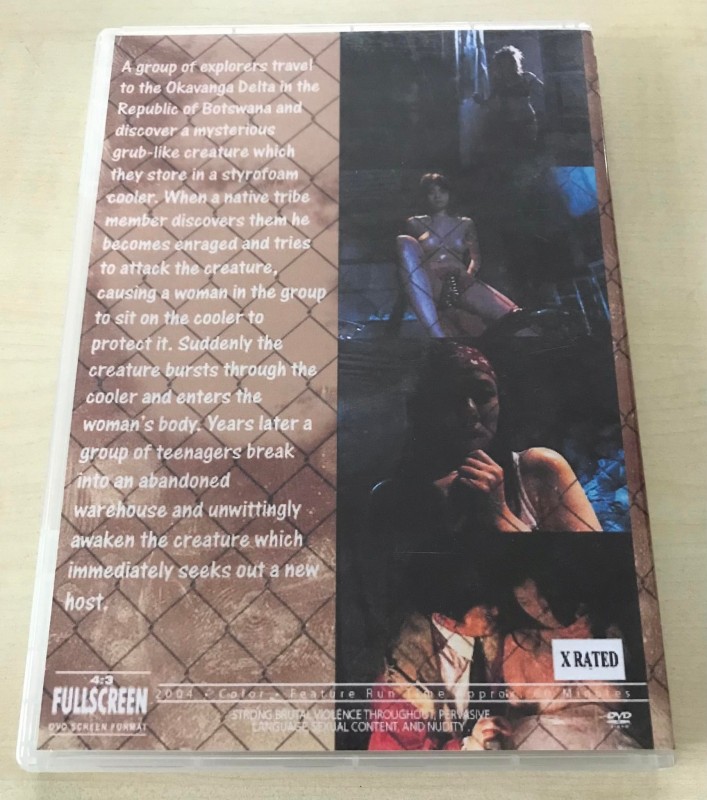 A group of explorers travel
to the Okavanga Delta in the
Republic of Botswana and
discover a mysterious
grub-like creature which
they store in a styrofoam
cooler. When a native tribe
member discovers them he
becomes enraged and tries
to attack the creature,
causing a woman in the group
to sit on the cooler to
protect it. Suddenly the
creature bursts through the
cooler and enters the
woman's body. Years later a
group of teenagers break
into an abandoned
warehouse and unwittingly
awaken the creature which
immediately seeks out a new
host.
X RATED
4:3
FULLSCREEN
DVD SCREEN FORMAT
2004 • Color • Feature Run Time Approx. Minutes
STRONG BRUTAL VIOLENCE THROUGHOUT, PERVASIVE
LANGUAGE, SEXUAL CONTENT, AND NUDITY.
DVD